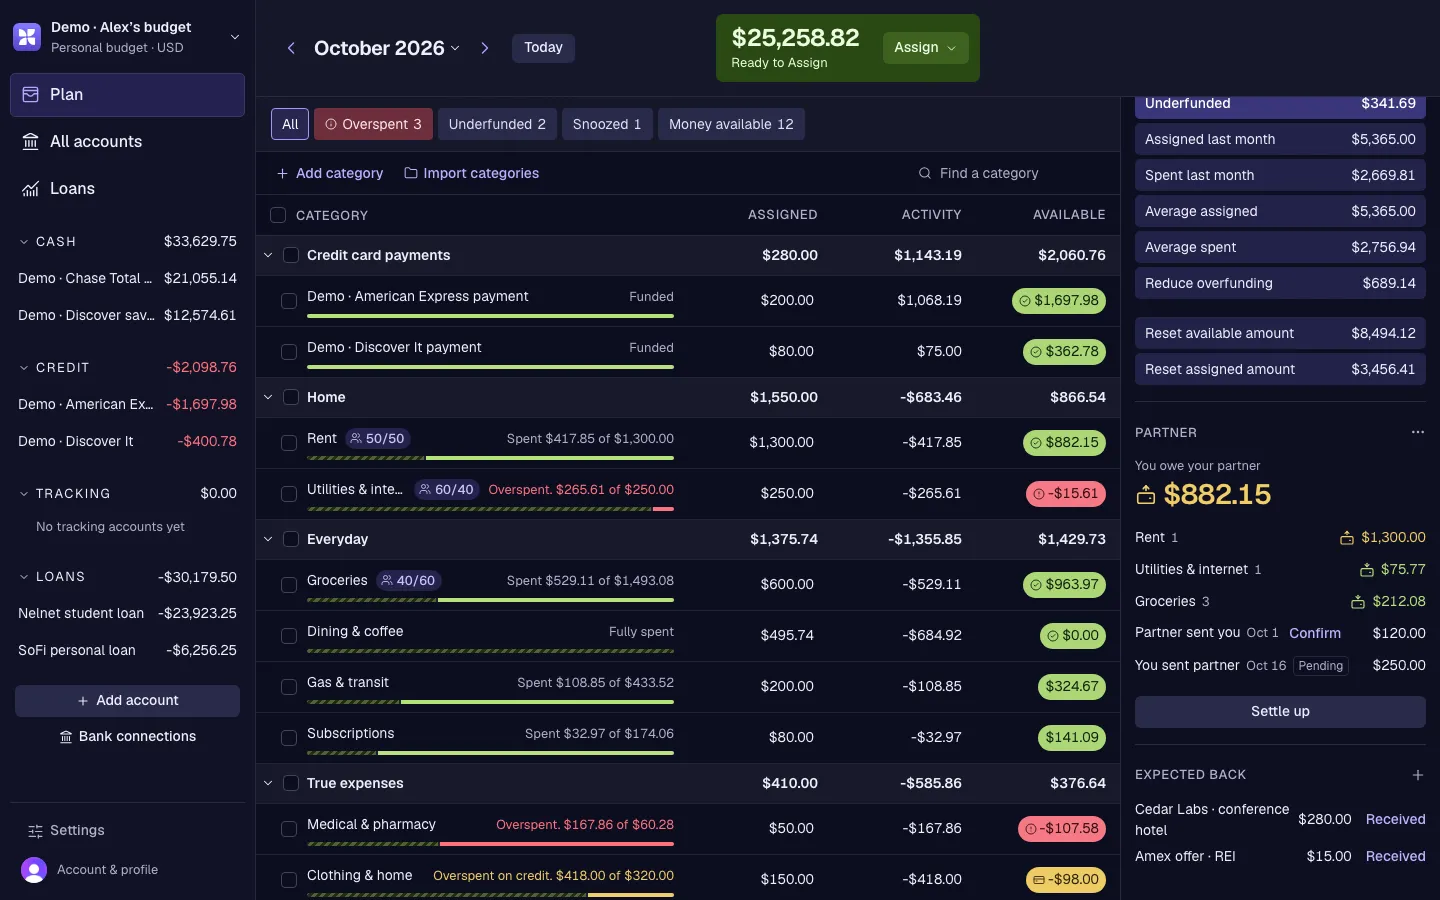 Demo · Alex's budget
Personal budget · USD
Plan
All accounts
Loans
CASH $33,629.75
Demo · Chase Total ... $21,055.14
Demo · Discover sav... $12,574.61
CREDIT -$2,098.76
Demo · American Ex... -$1,697.98
Demo · Discover It -$400.78
TRACKING $0.00
No tracking accounts yet
LOANS -$30,179.50
Nelnet student loan -$23,923.25
SoFi personal loan -$6,256.25
+ Add account
Bank connections
Settings
Account & profile
October 2026
Today
$25,258.82
Ready to Assign
Assign
All
Overspent 3
Underfunded 2
Snoozed 1
Money available 12
+ Add category
Import categories
Find a category
CATEGORY ASSIGNED ACTIVITY AVAILABLE
Credit card payments $280.00 $1,143.19 $2,060.76
Demo · American Express payment Funded $200.00 $1,068.19 $1,697.98
Demo · Discover It payment Funded $80.00 $75.00 $362.78
Home $1,550.00 -$683.46 $866.54
Rent 50/50 Spent $417.85 of $1,300.00 $1,300.00 -$417.85 $882.15
Utilities & inte... 60/40 Overspent. $265.61 of $250.00 $250.00 -$265.61 -$15.61
Everyday $1,375.74 -$1,355.85 $1,429.73
Groceries 40/60 Spent $529.11 of $1,493.08 $600.00 -$529.11 $963.97
Dining & coffee Fully spent $495.74 -$684.92 $0.00
Gas & transit Spent $108.85 of $433.52 $200.00 -$108.85 $324.67
Subscriptions Spent $32.97 of $174.06 $80.00 -$32.97 $141.09
True expenses $410.00 -$585.86 $376.64
Medical & pharmacy Overspent. $167.86 of $60.28 $50.00 -$167.86 -$107.58
Clothing & home Overspent on credit. $418.00 of $320.00 $150.00 -$418.00 -$98.00
Underfunded $341.69
Assigned last month $5,365.00
Spent last month $2,669.81
Average assigned $5,365.00
Average spent $2,756.94
Reduce overfunding $689.14
Reset available amount $8,494.12
Reset assigned amount $3,456.41
PARTNER
You owe your partner
$882.15
Rent 1 $1,300.00
Utilities & internet 1 $75.77
Groceries 3 $212.08
Partner sent you Oct 1 Confirm $120.00
You sent partner Oct 16 Pending $250.00
Settle up
EXPECTED BACK +
Cedar Labs · conference
hotel $280.00 Received
Amex offer · REI $15.00 Received